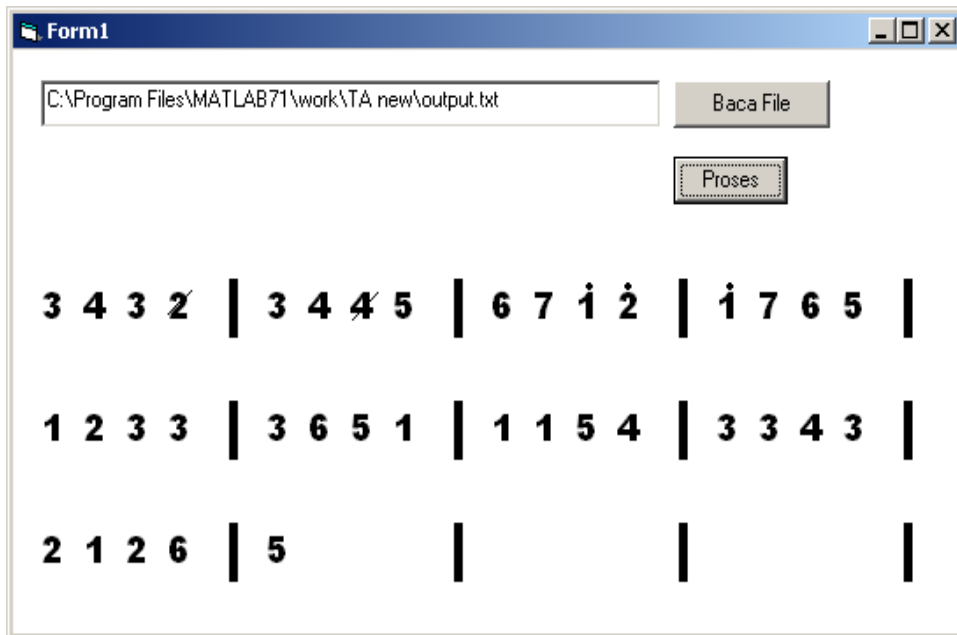 Form1
C:\Program Files\MATLAB71\work\TA new\output.txt
Baca File
Proses
3 4 3 2̸ | 3 4 4̸ 5 | 6 7 1̇ 2̇ | 1̇ 7 6 5 |
1 2 3 3 | 3 6 5 1 | 1 1 5 4 | 3 3 4 3 |
2 1 2 6 | 5 | | |